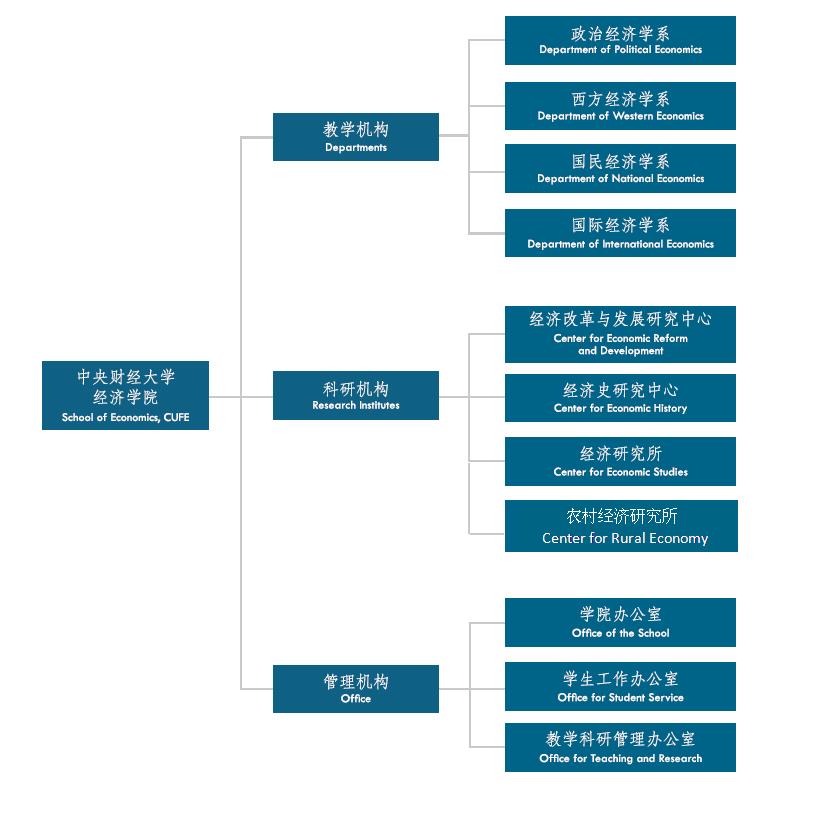 中央财经大学
经济学院
School of Economics, CUFE
教学机构
Departments
政治经济学系
Department of Political Economics
西方经济学系
Department of Western Economics
国民经济学系
Department of National Economics
国际经济学系
Department of International Economics
科研机构
Research Institutes
经济改革与发展研究中心
Center for Economic Reform
and Development
经济史研究中心
Center for Economic History
经济研究所
Center for Economic Studies
农村经济研究所
Center for Rural Economy
管理机构
Office
学院办公室
Office of the School
学生工作办公室
Office for Student Service
教学科研管理办公室
Office for Teaching and Research